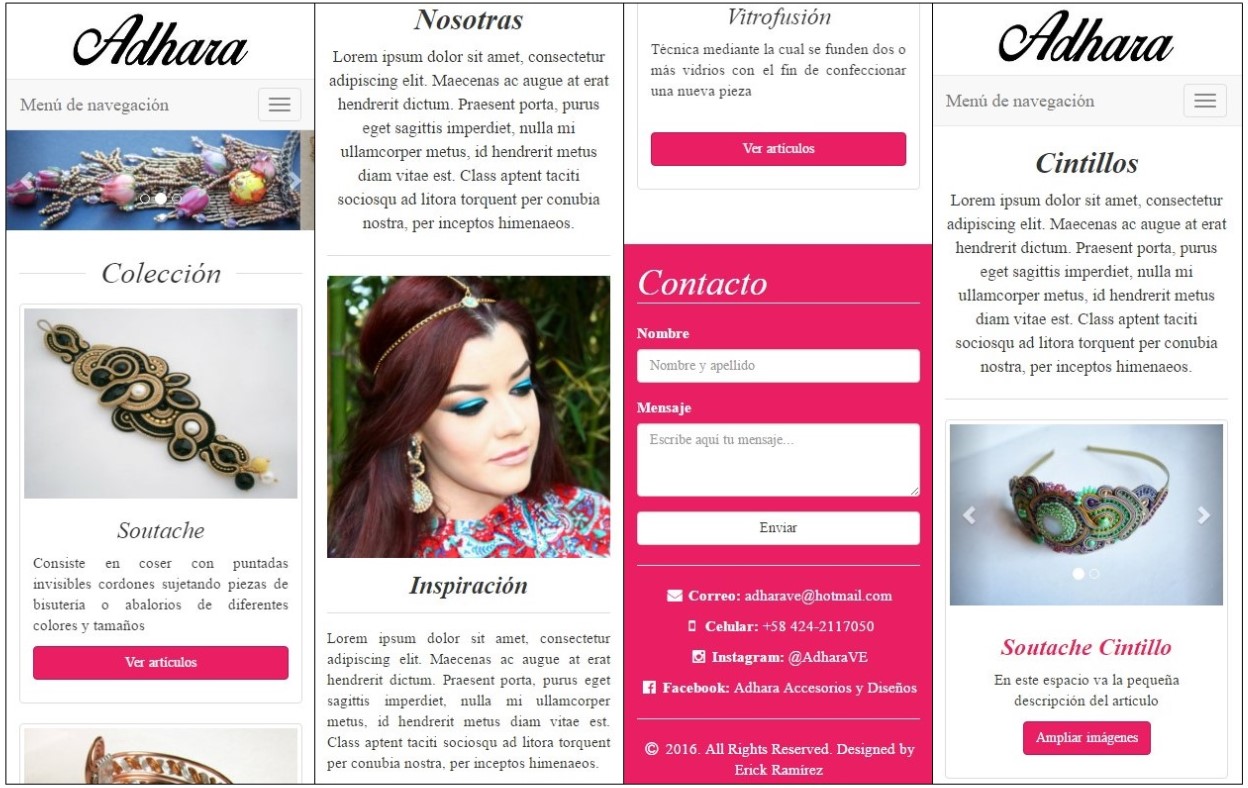 Adhara
Menú de navegación
Colección
Soutache
Consiste en coser con puntadas
invisibles cordones sujetando piezas de
bisuteria o abalorios de diferentes
colores y tamaños
Ver artículos
Nosotras
Lorem ipsum dolor sit amet, consectetur
adipiscing elit. Maecenas ac augue at erat
hendrerit dictum. Praesent porta, purus
eget sagittis imperdiet, nulla mi
ullamcorper metus, id hendrerit metus
diam vitae est. Class aptent taciti
sociosqu ad litora torquent per conubia
nostra, per inceptos himenaeos.
Inspiración
Lorem ipsum dolor sit amet, consectetur
adipiscing elit. Maecenas ac augue at erat
hendrerit dictum. Praesent porta, purus eget
sagittis imperdiet, nulla mi ullamcorper
metus, id hendrerit metus diam vitae est.
Class aptent taciti sociosqu ad litora torquent
per conubia nostra, per inceptos himenaeos.
Vitrofusión
Técnica mediante la cual se funden dos o
más vidrios con el fin de confeccionar
una nueva pieza
Ver artículos
Contacto
Nombre
Nombre y apellido
Mensaje
Escribe aqui tu mensaje...
Enviar
Correo: adharave@hotmail.com
Celular: +58 424-2117050
Instagram: @AdharaVE
Facebook: Adhara Accesorios y Diseños
© 2016. All Rights Reserved. Designed by
Erick Ramírez
Adhara
Menú de navegación
Cintillos
Lorem ipsum dolor sit amet, consectetur
adipiscing elit. Maecenas ac augue at erat
hendrerit dictum. Praesent porta, purus
eget sagittis imperdiet, nulla mi
ullamcorper metus, id hendrerit metus
diam vitae est. Class aptent taciti
sociosqu ad litora torquent per conubia
nostra, per inceptos himenaeos.
Soutache Cintillo
En este espacio va la pequeña
descripción del artículo
Ampliar imágenes